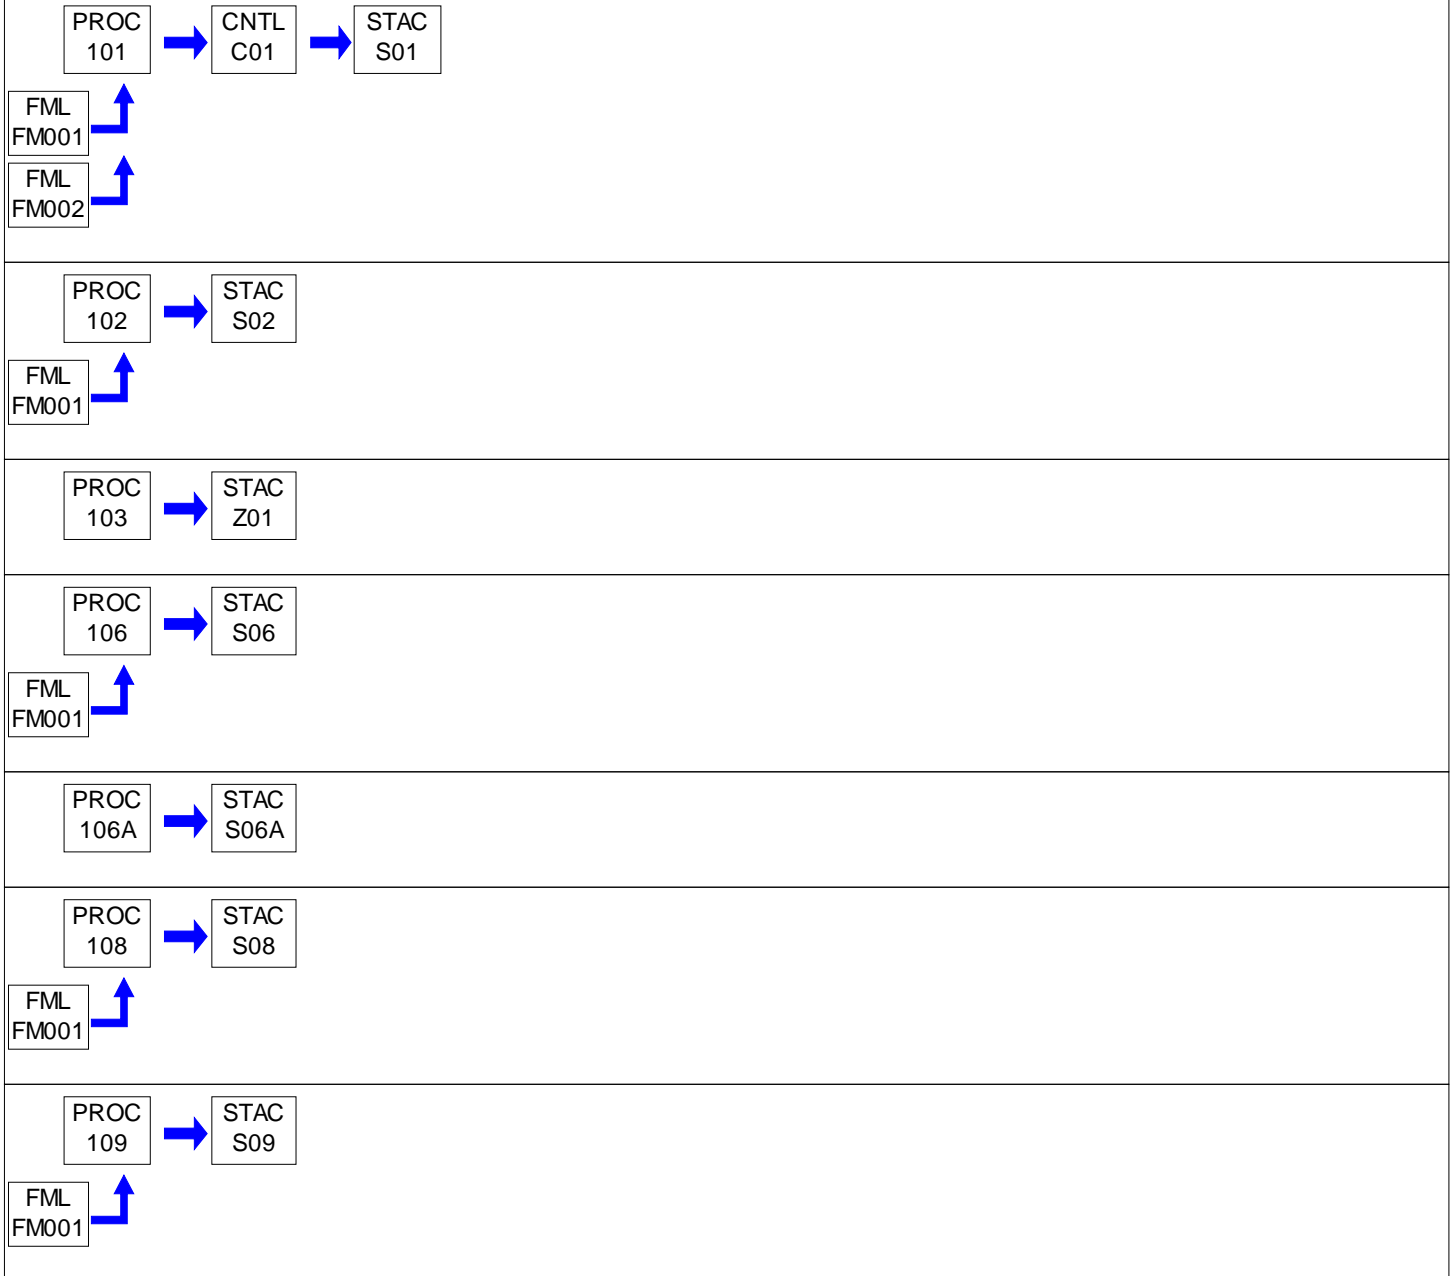 PROC
101
CNTL
C01
STAC
S01
FML
FM001
FML
FM002
PROC
102
STAC
S02
FML
FM001
PROC
103
STAC
Z01
PROC
106
STAC
S06
FML
FM001
PROC
106A
STAC
S06A
PROC
108
STAC
S08
FML
FM001
PROC
109
STAC
S09
FML
FM001